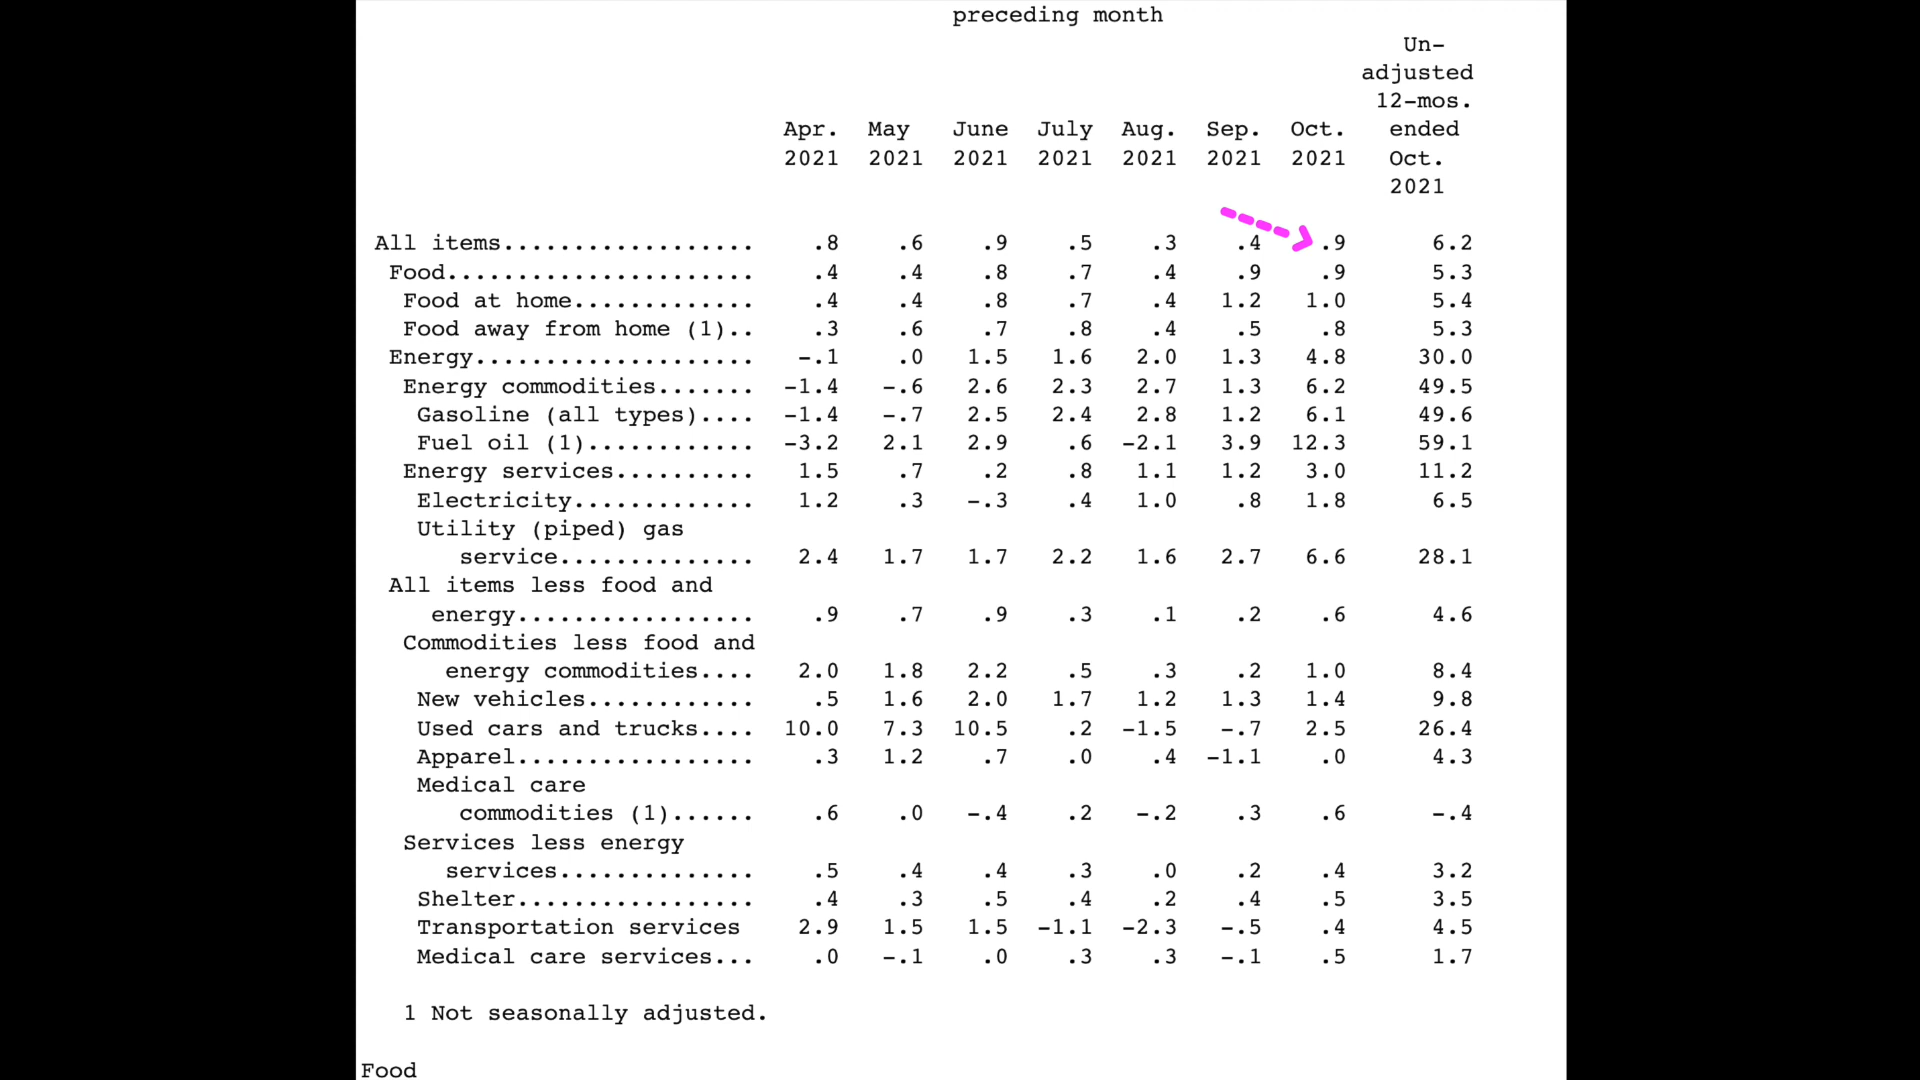 preceding month
Un-
adjusted
12-mos.
Apr. May June July Aug. Sep. Oct. ended
2021 2021 2021 2021 2021 2021 2021 Oct.
2021
All items.................. .8 .6 .9 .5 .3 .4 .9 6.2
Food...................... .4 .4 .8 .7 .4 .9 .9 5.3
Food at home............. .4 .4 .8 .7 .4 1.2 1.0 5.4
Food away from home (1).. .3 .6 .7 .8 .4 .5 .8 5.3
Energy.................... -.1 .0 1.5 1.6 2.0 1.3 4.8 30.0
Energy commodities....... -1.4 -.6 2.6 2.3 2.7 1.3 6.2 49.5
Gasoline (all types).... -1.4 -.7 2.5 2.4 2.8 1.2 6.1 49.6
Fuel oil (1)............ -3.2 2.1 2.9 .6 -2.1 3.9 12.3 59.1
Energy services.......... 1.5 .7 .2 .8 1.1 1.2 3.0 11.2
Electricity............. 1.2 .3 -.3 .4 1.0 .8 1.8 6.5
Utility (piped) gas
service.............. 2.4 1.7 1.7 2.2 1.6 2.7 6.6 28.1
All items less food and
energy................. .9 .7 .9 .3 .1 .2 .6 4.6
Commodities less food and
energy commodities.... 2.0 1.8 2.2 .5 .3 .2 1.0 8.4
New vehicles............ .5 1.6 2.0 1.7 1.2 1.3 1.4 9.8
Used cars and trucks.... 10.0 7.3 10.5 .2 -1.5 -.7 2.5 26.4
Apparel................. .3 1.2 .7 .0 .4 -1.1 .0 4.3
Medical care
commodities (1)...... .6 .0 -.4 .2 -.2 .3 .6 -.4
Services less energy
services.............. .5 .4 .4 .3 .0 .2 .4 3.2
Shelter................. .4 .3 .5 .4 .2 .4 .5 3.5
Transportation services 2.9 1.5 1.5 -1.1 -2.3 -.5 .4 4.5
Medical care services... .0 -.1 .0 .3 .3 -.1 .5 1.7
1 Not seasonally adjusted.
Food